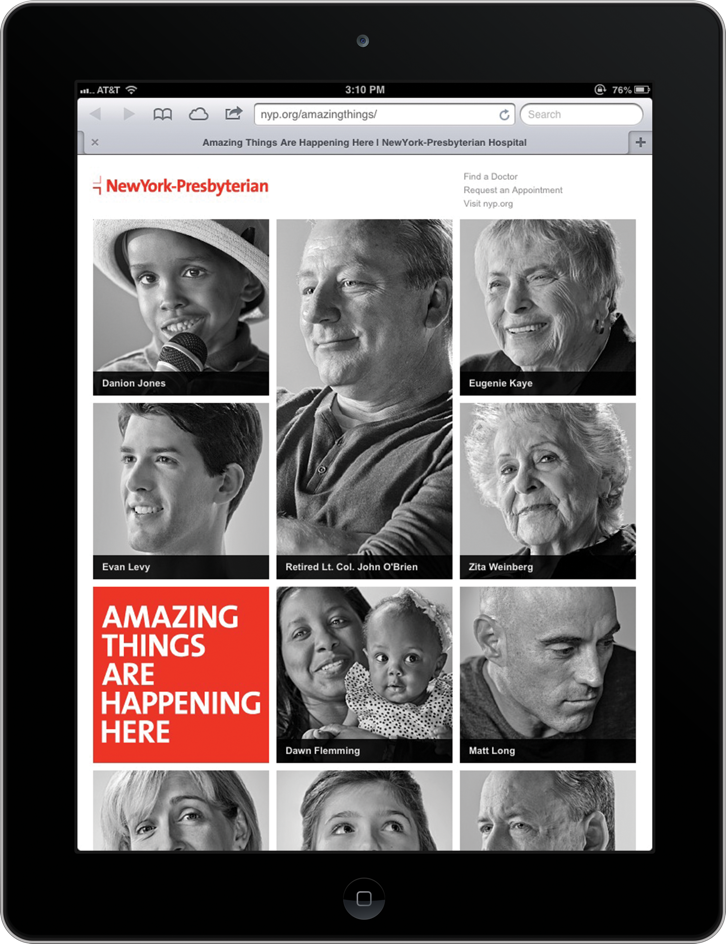 AT&T
3:10 PM
76%
nyp.org/amazingthings/
Search
Amazing Things Are Happening Here | NewYork-Presbyterian Hospital
NewYork-Presbyterian
Find a Doctor
Request an Appointment
Visit nyp.org
Danion Jones
Eugenie Kaye
Evan Levy
Retired Lt. Col. John O'Brien
Zita Weinberg
AMAZING
THINGS
ARE
HAPPENING
HERE
Dawn Flemming
Matt Long